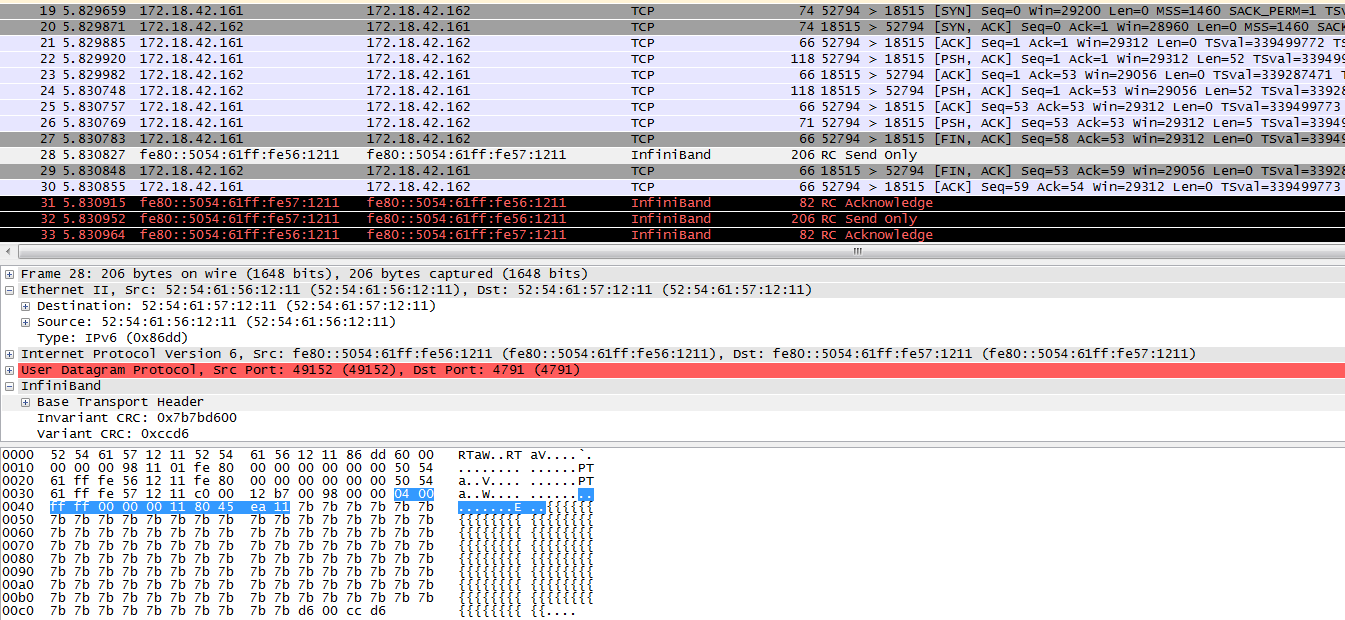 19 5.829659 172.18.42.161 172.18.42.162 TCP 74 52794 > 18515 [SYN] Seq=0 Win=29200 Len=0 MSS=1460 SACK_PERM=1 TS
20 5.829871 172.18.42.162 172.18.42.161 TCP 74 18515 > 52794 [SYN, ACK] Seq=0 Ack=1 Win=28960 Len=0 MSS=1460 SAC
21 5.829885 172.18.42.161 172.18.42.162 TCP 66 52794 > 18515 [ACK] Seq=1 Ack=1 Win=29312 Len=0 TSval=339499772 TS
22 5.829920 172.18.42.161 172.18.42.162 TCP 118 52794 > 18515 [PSH, ACK] Seq=1 Ack=1 Win=29312 Len=52 TSval=33949
23 5.829982 172.18.42.162 172.18.42.161 TCP 66 18515 > 52794 [ACK] Seq=1 Ack=53 Win=29056 Len=0 TSval=339287471 T
24 5.830748 172.18.42.162 172.18.42.161 TCP 118 18515 > 52794 [PSH, ACK] Seq=1 Ack=53 Win=29056 Len=52 TSval=33928
25 5.830757 172.18.42.161 172.18.42.162 TCP 66 52794 > 18515 [ACK] Seq=53 Ack=53 Win=29312 Len=0 TSval=339499773
26 5.830769 172.18.42.161 172.18.42.162 TCP 71 52794 > 18515 [PSH, ACK] Seq=53 Ack=53 Win=29312 Len=5 TSval=33949
27 5.830783 172.18.42.161 172.18.42.162 TCP 66 52794 > 18515 [FIN, ACK] Seq=58 Ack=53 Win=29312 Len=0 TSval=33949
28 5.830827 fe80::5054:61ff:fe56:1211 fe80::5054:61ff:fe57:1211 InfiniBand 206 RC Send Only
29 5.830848 172.18.42.162 172.18.42.161 TCP 66 18515 > 52794 [FIN, ACK] Seq=53 Ack=59 Win=29056 Len=0 TSval=33928
30 5.830855 172.18.42.161 172.18.42.162 TCP 66 52794 > 18515 [ACK] Seq=59 Ack=54 Win=29312 Len=0 TSval=339499773
31 5.830915 fe80::5054:61ff:fe57:1211 fe80::5054:61ff:fe56:1211 InfiniBand 82 RC Acknowledge
32 5.830952 fe80::5054:61ff:fe57:1211 fe80::5054:61ff:fe56:1211 InfiniBand 206 RC Send Only
33 5.830964 fe80::5054:61ff:fe57:1211 fe80::5054:61ff:fe56:1211 InfiniBand 82 RC Acknowledge
Frame 28: 206 bytes on wire (1648 bits), 206 bytes captured (1648 bits)
Ethernet II, Src: 52:54:61:56:12:11 (52:54:61:56:12:11), Dst: 52:54:61:57:12:11 (52:54:61:57:12:11)
Destination: 52:54:61:57:12:11 (52:54:61:57:12:11)
Source: 52:54:61:56:12:11 (52:54:61:56:12:11)
Type: IPv6 (0x86dd)
Internet Protocol Version 6, Src: fe80::5054:61ff:fe56:1211 (fe80::5054:61ff:fe56:1211), Dst: fe80::5054:61ff:fe57:1211 (fe80::5054:61ff:fe57:1211)
User Datagram Protocol, Src Port: 49152 (49152), Dst Port: 4791 (4791)
InfiniBand
Base Transport Header
Invariant CRC: 0x7b7bd600
Variant CRC: 0xccd6
0000 52 54 61 57 12 11 52 54 61 56 12 11 86 dd 60 00 RTaW..RT aV....`.
0010 00 00 00 98 11 01 fe 80 00 00 00 00 00 00 50 54 ........ ......PT
0020 61 ff fe 56 12 11 fe 80 00 00 00 00 00 00 50 54 a..V.... ......PT
0030 61 ff fe 57 12 11 c0 00 12 b7 00 98 00 00 04 00 a..W.... ........
0040 ff ff 00 00 00 11 80 45 ea 11 7b 7b 7b 7b 7b 7b .......E ..{{{{{{
0050 7b 7b 7b 7b 7b 7b 7b 7b 7b 7b 7b 7b 7b 7b 7b 7b {{{{{{{{ {{{{{{{{
0060 7b 7b 7b 7b 7b 7b 7b 7b 7b 7b 7b 7b 7b 7b 7b 7b {{{{{{{{ {{{{{{{{
0070 7b 7b 7b 7b 7b 7b 7b 7b 7b 7b 7b 7b 7b 7b 7b 7b {{{{{{{{ {{{{{{{{
0080 7b 7b 7b 7b 7b 7b 7b 7b 7b 7b 7b 7b 7b 7b 7b 7b {{{{{{{{ {{{{{{{{
0090 7b 7b 7b 7b 7b 7b 7b 7b 7b 7b 7b 7b 7b 7b 7b 7b {{{{{{{{ {{{{{{{{
00a0 7b 7b 7b 7b 7b 7b 7b 7b 7b 7b 7b 7b 7b 7b 7b 7b {{{{{{{{ {{{{{{{{
00b0 7b 7b 7b 7b 7b 7b 7b 7b 7b 7b 7b 7b 7b 7b 7b 7b {{{{{{{{ {{{{{{{{
00c0 7b 7b 7b 7b 7b 7b 7b 7b 7b 7b d6 00 cc d6 {{{{{{{{ {{....